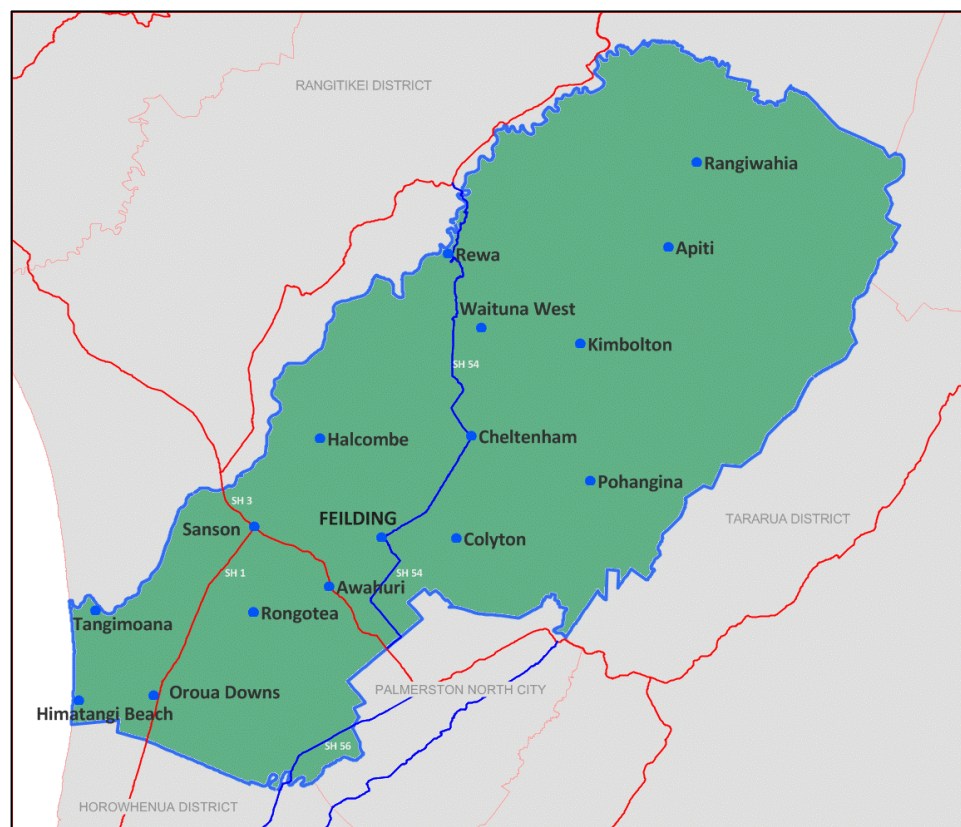 RANGITIKEI DISTRICT
Rangiwahia
Apiti
Rewa
Waituna West
Kimbolton
SH 54
Halcombe
Cheltenham
Pohangina
SH 3
FEILDING
TARARUA DISTRICT
Sanson
Colyton
SH 1
SH 54
Awahuri
Tangimoana
Rongotea
Oroua Downs
PALMERSTON NORTH CITY
Himatangi Beach
SH 56
HOROWHENUA DISTRICT